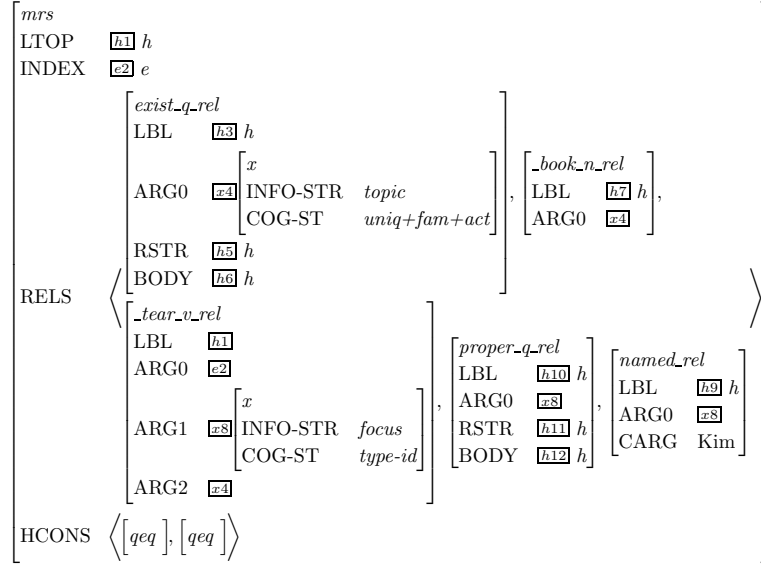 mrs
LTOP h1 h
INDEX e2 e
RELS
exist_q_rel
LBL h3 h
ARG0 x4
x
INFO-STR topic
COG-ST uniq+fam+act
RSTR h5 h
BODY h6 h
,
_book_n_rel
LBL h7 h
ARG0 x4
,
_tear_v_rel
LBL h1
ARG0 e2
ARG1 x8
x
INFO-STR focus
COG-ST type-id
ARG2 x4
,
proper_q_rel
LBL h10 h
ARG0 x8
RSTR h11 h
BODY h12 h
,
named_rel
LBL h9 h
ARG0 x8
CARG Kim
HCONS ⟨[qeq ], [qeq ]⟩